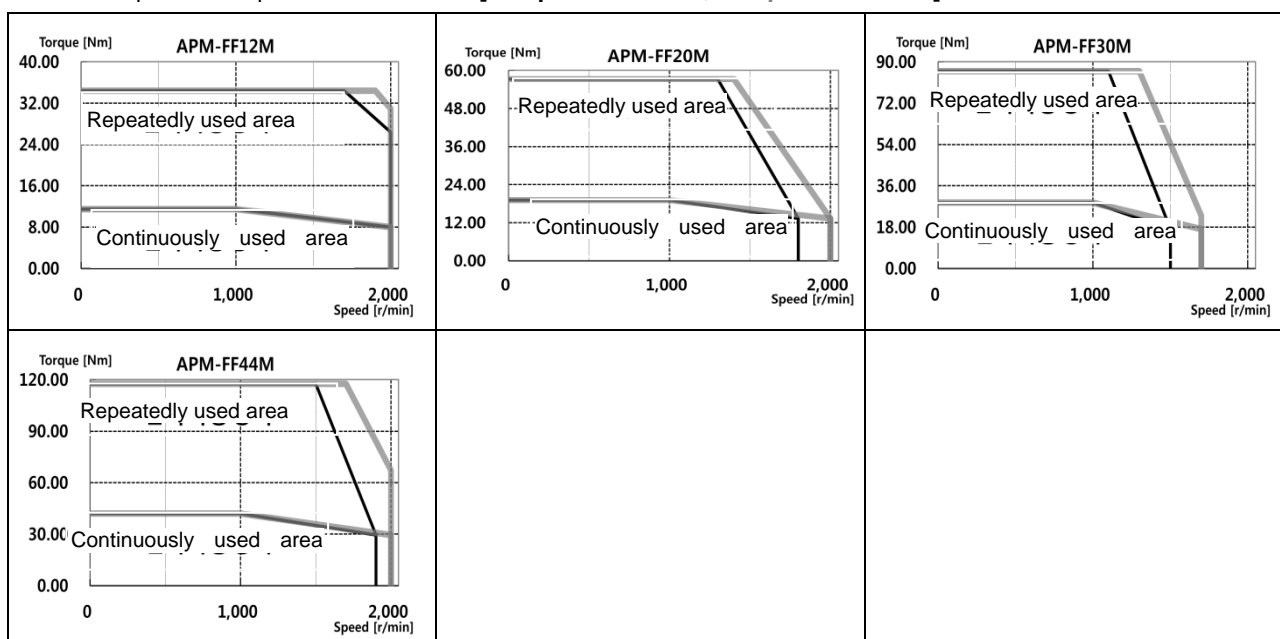 Torque [Nm] APM-FF12M
40.00
32.00
Repeatedly used area
24.00
16.00
8.00
Continuously used area
0.00
0 1,000 2,000
Speed [r/min]
Torque [Nm] APM-FF20M
60.00
48.00
Repeatedly used area
36.00
24.00
12.00
Continuously used area
0.00
0 1,000 2,000
Speed [r/min]
Torque [Nm] APM-FF30M
90.00
72.00
Repeatedly used area
54.00
36.00
18.00
Continuously used area
0.00
0 1,000 2,000
Speed [r/min]
Torque [Nm] APM-FF44M
120.00
Repeatedly used area
90.00
60.00
30.00
Continuously used area
0.00
0 1,000 2,000
Speed [r/min]